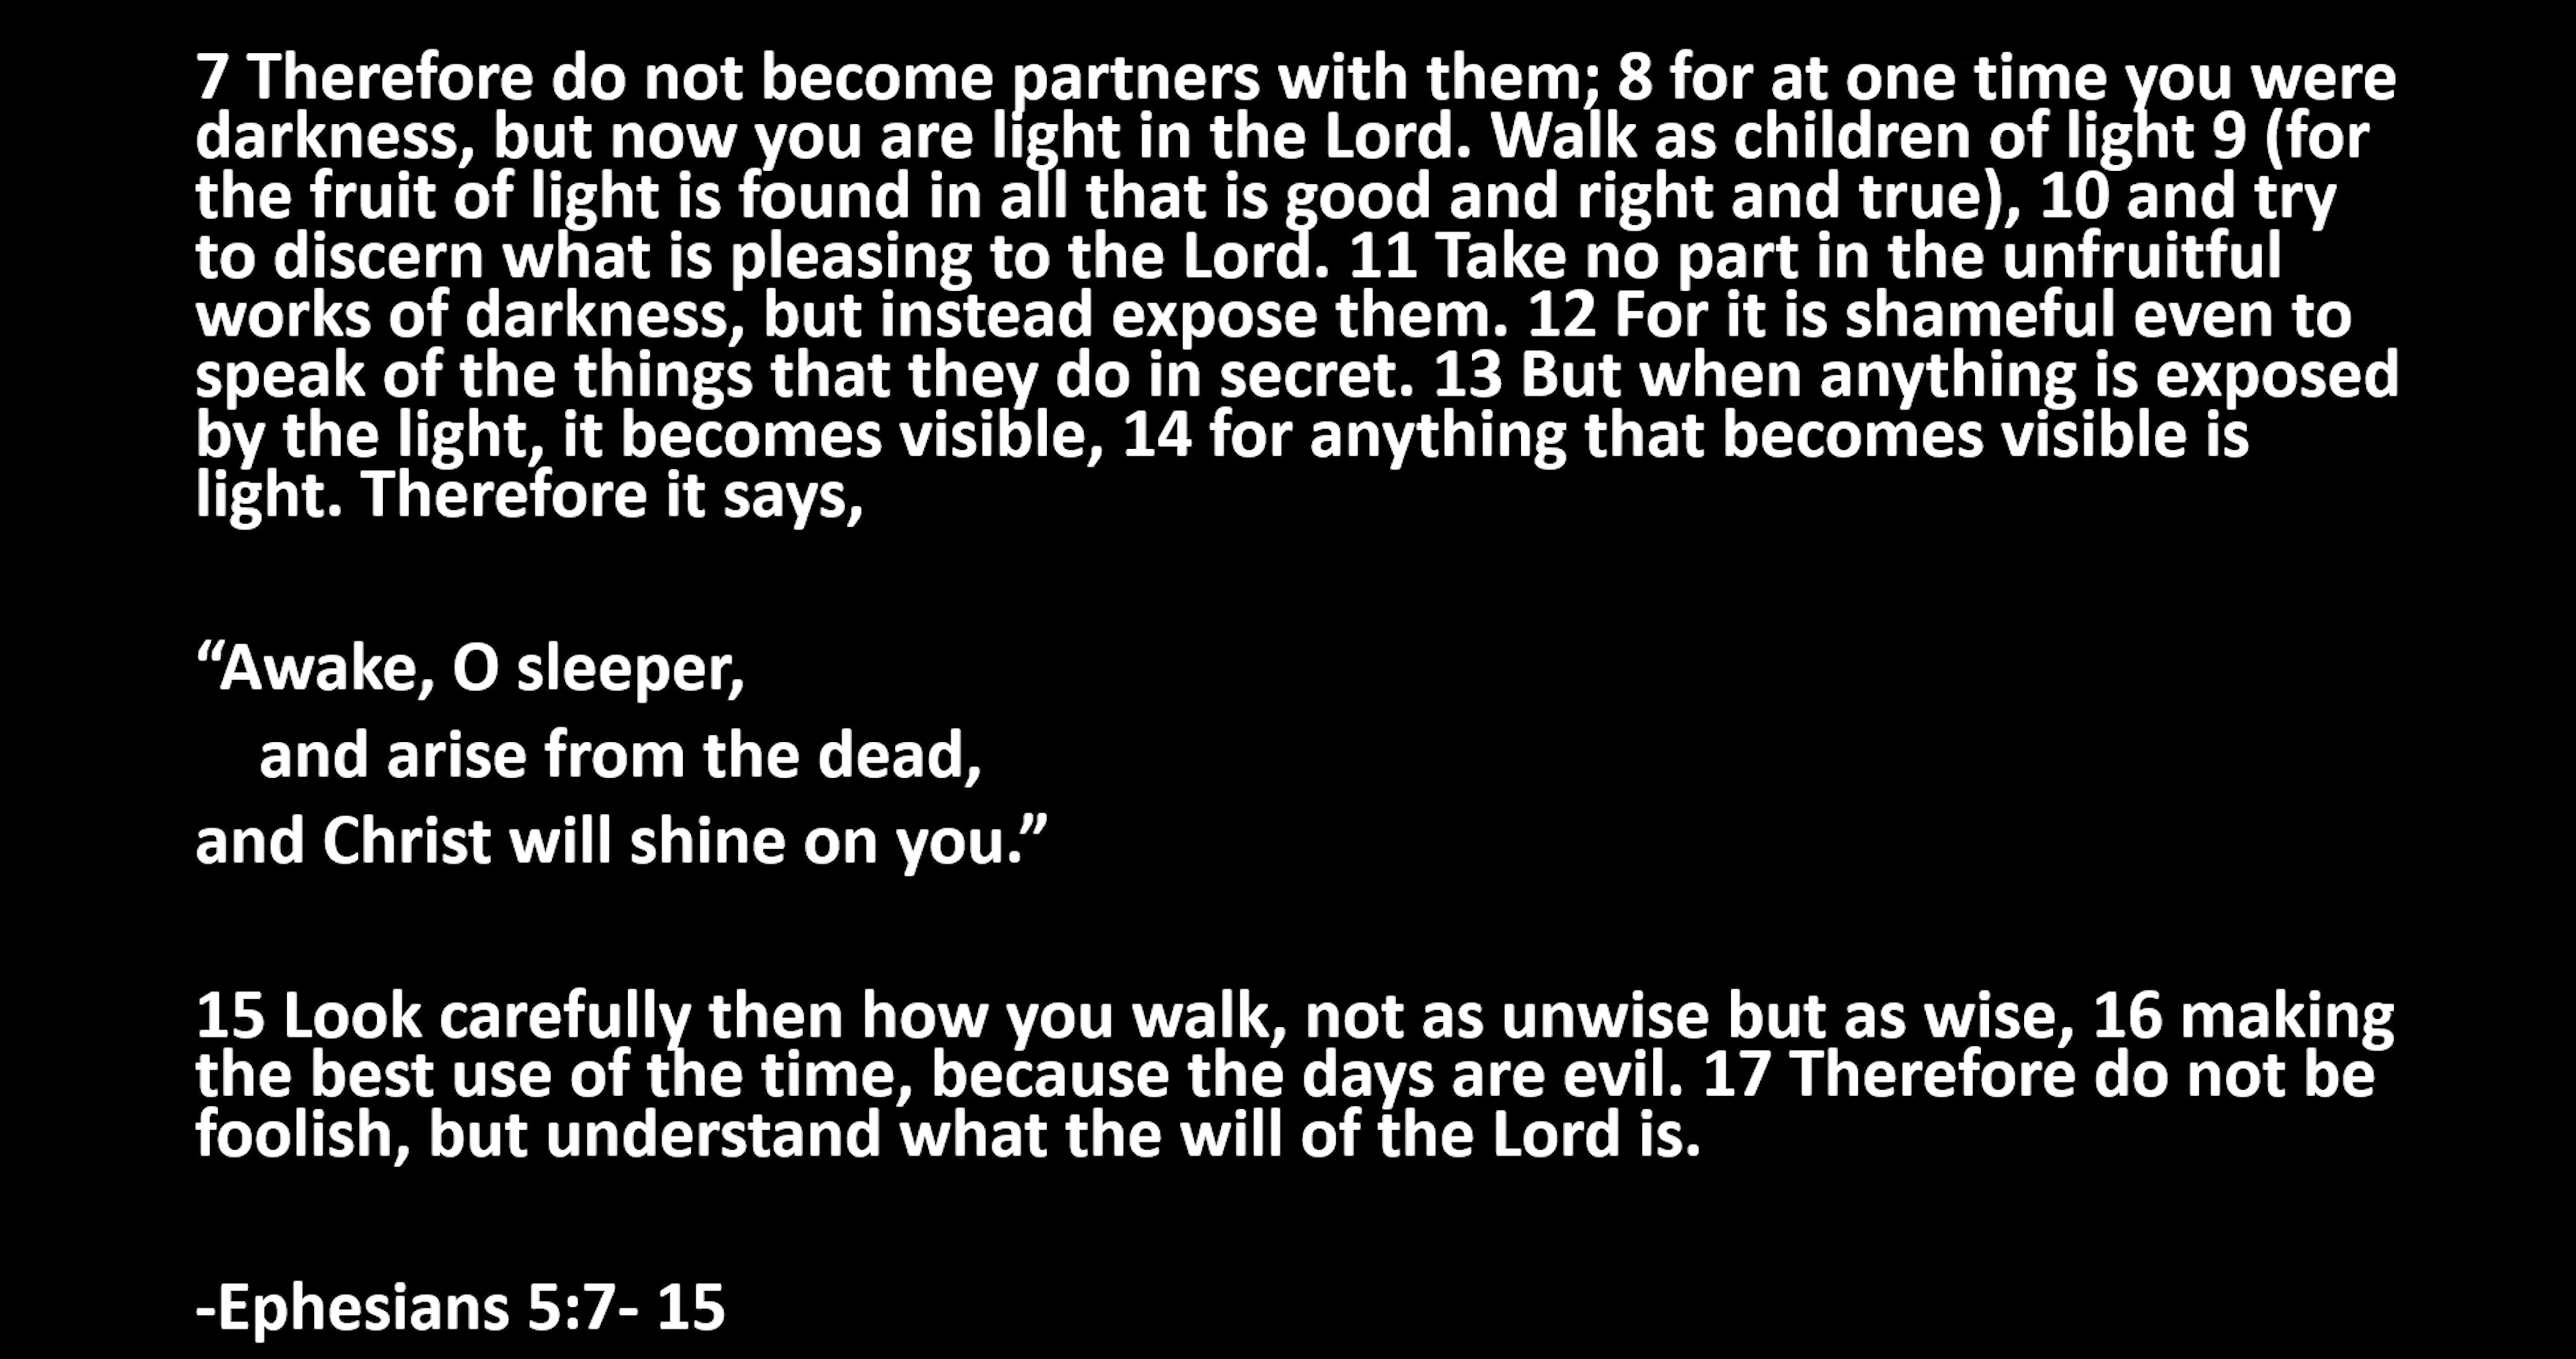 7 Therefore do not become partners with them; 8 for at one time you were
darkness, but now you are light in the Lord. Walk as children of light 9 (for
the fruit of light is found in all that is good and right and true), 10 and try
to discern what is pleasing to the Lord. 11 Take no part in the unfruitful
works of darkness, but instead expose them. 12 For it is shameful even to
speak of the things that they do in secret. 13 But when anything is exposed
by the light, it becomes visible, 14 for anything that becomes visible is
light. Therefore it says,
“Awake, O sleeper,
and arise from the dead,
and Christ will shine on you.”
15 Look carefully then how you walk, not as unwise but as wise, 16 making
the best use of the time, because the days are evil. 17 Therefore do not be
foolish, but understand what the will of the Lord is.
-Ephesians 5:7- 15